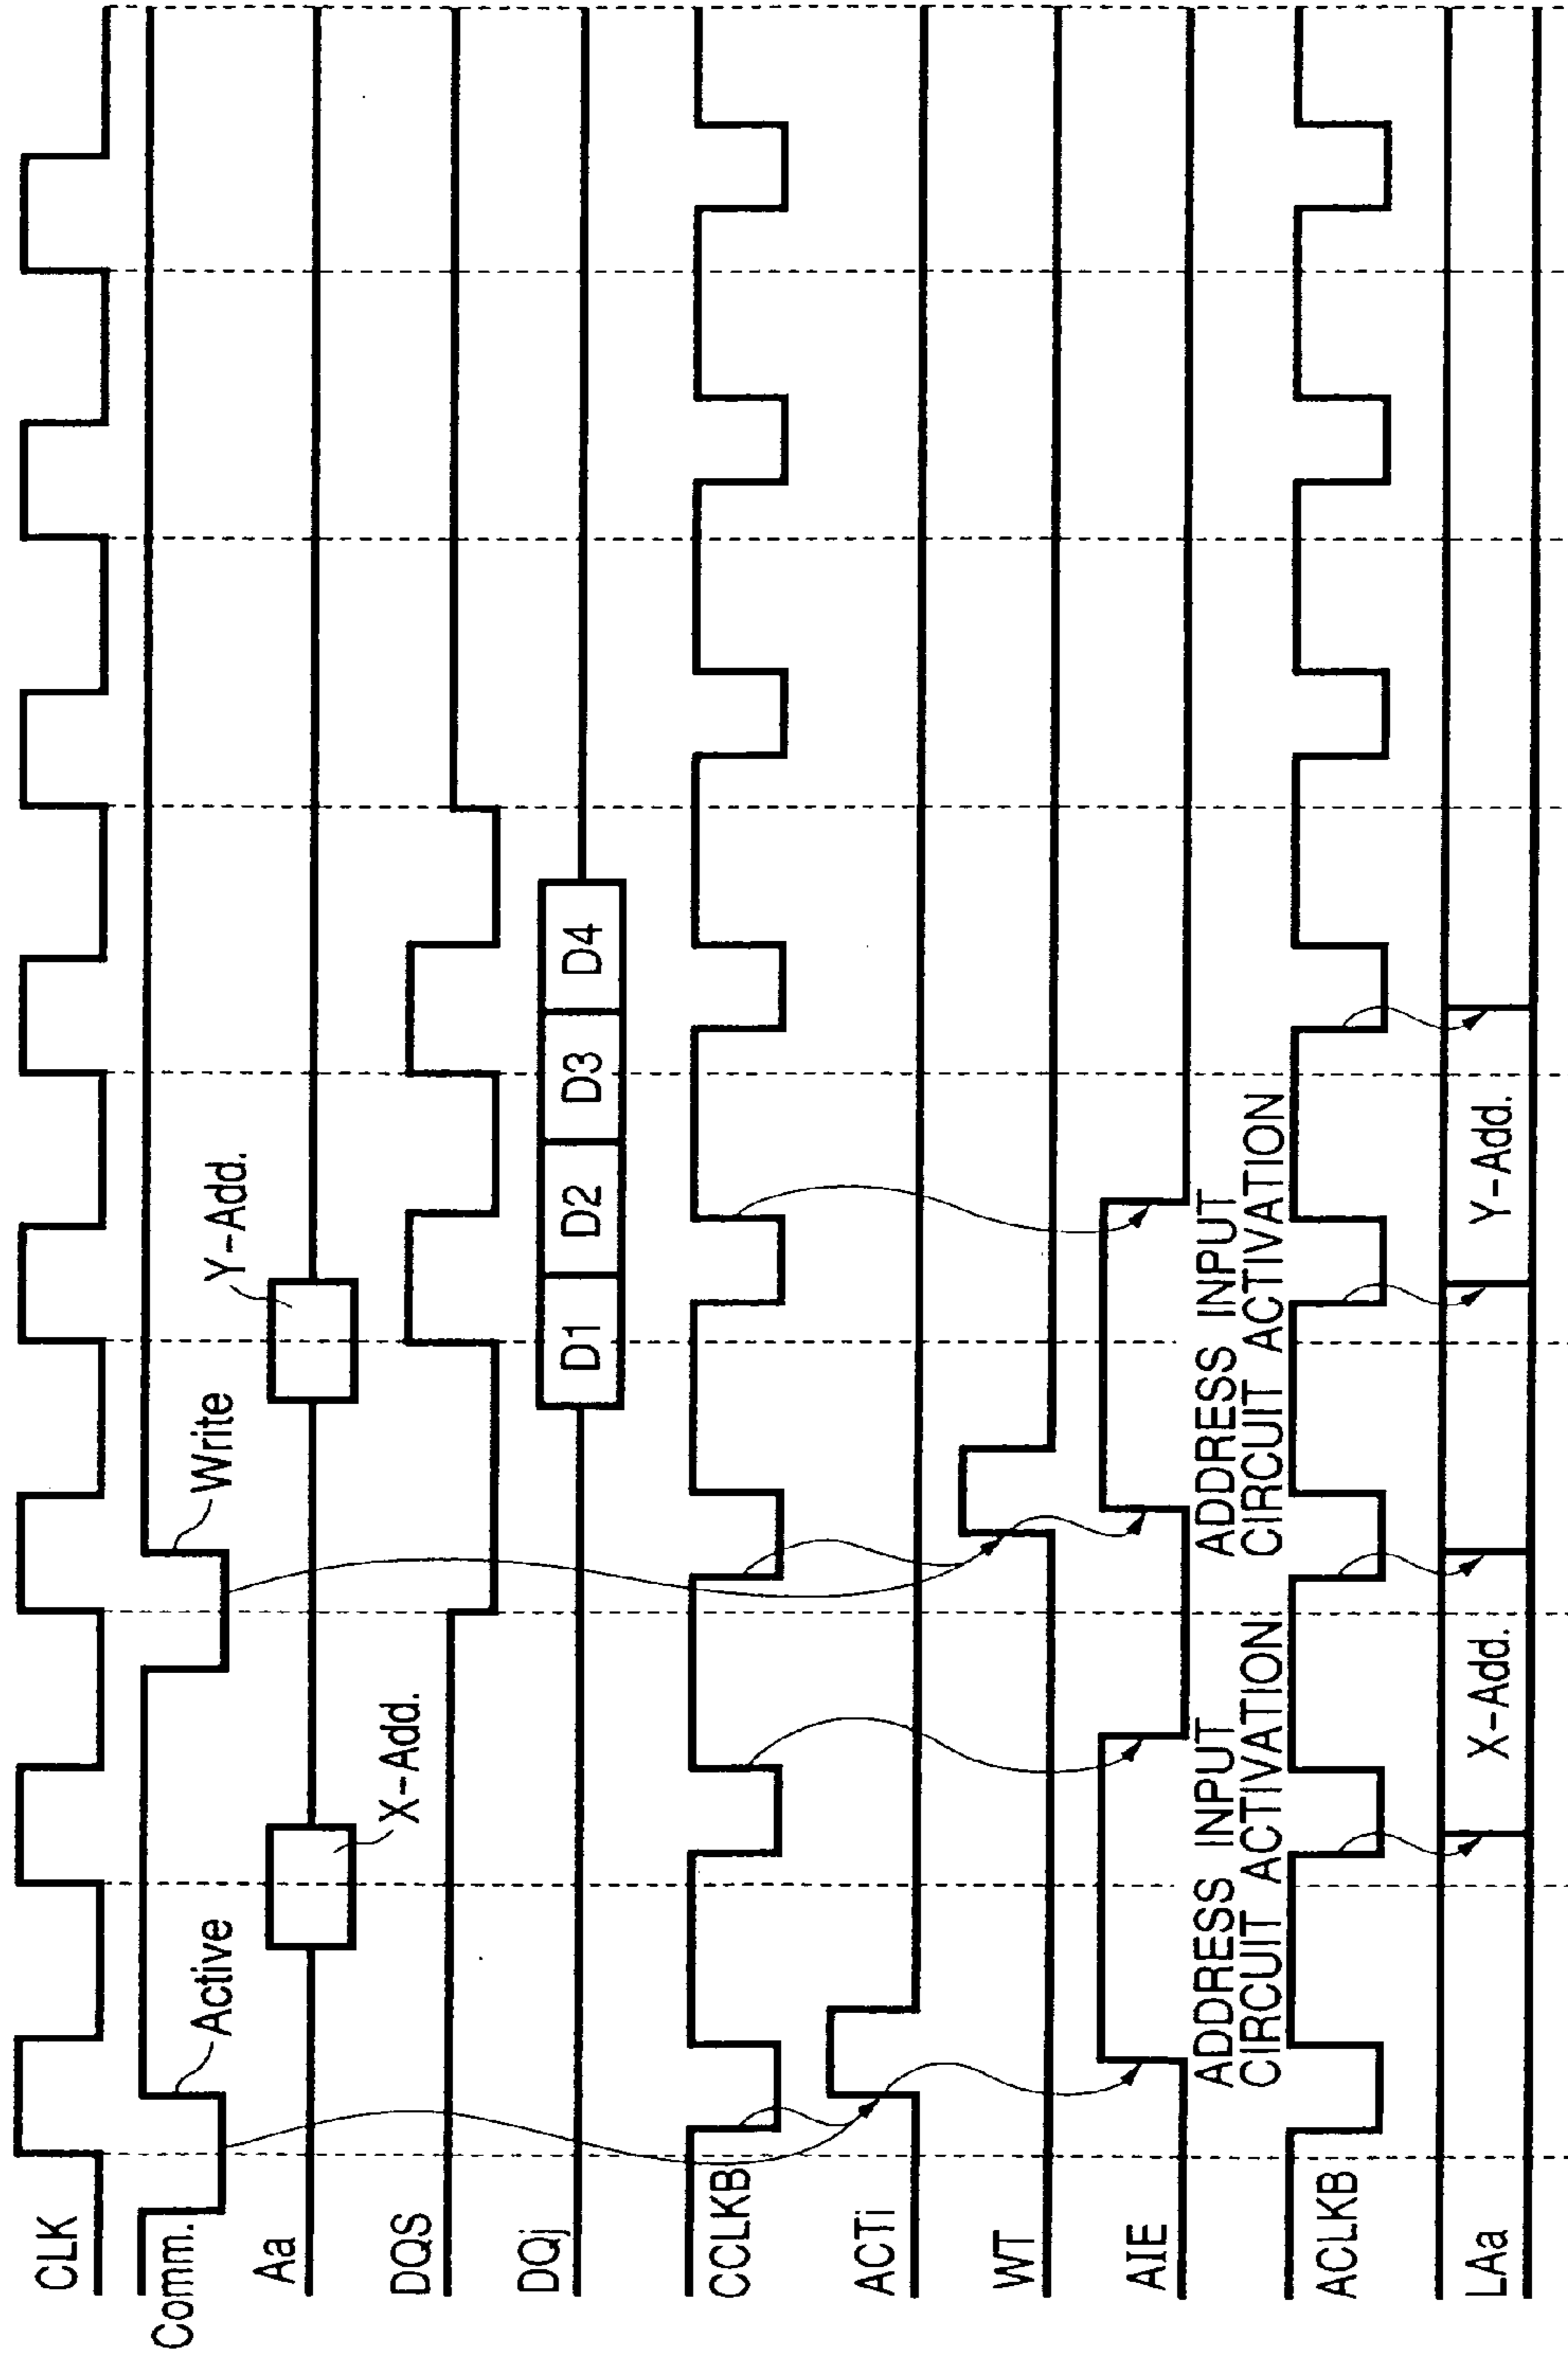 CLK
Comm.
Active
Write
Aa
X-Add.
Y-Add.
DQS
DQj
D1
D2
D3
D4
CCLKB
ACTi
WT
AIE
ADDRESS INPUT
CIRCUIT ACTIVATION
ADDRESS INPUT
CIRCUIT ACTIVATION
ACLKB
LAa
X-Add.
Y-Add.